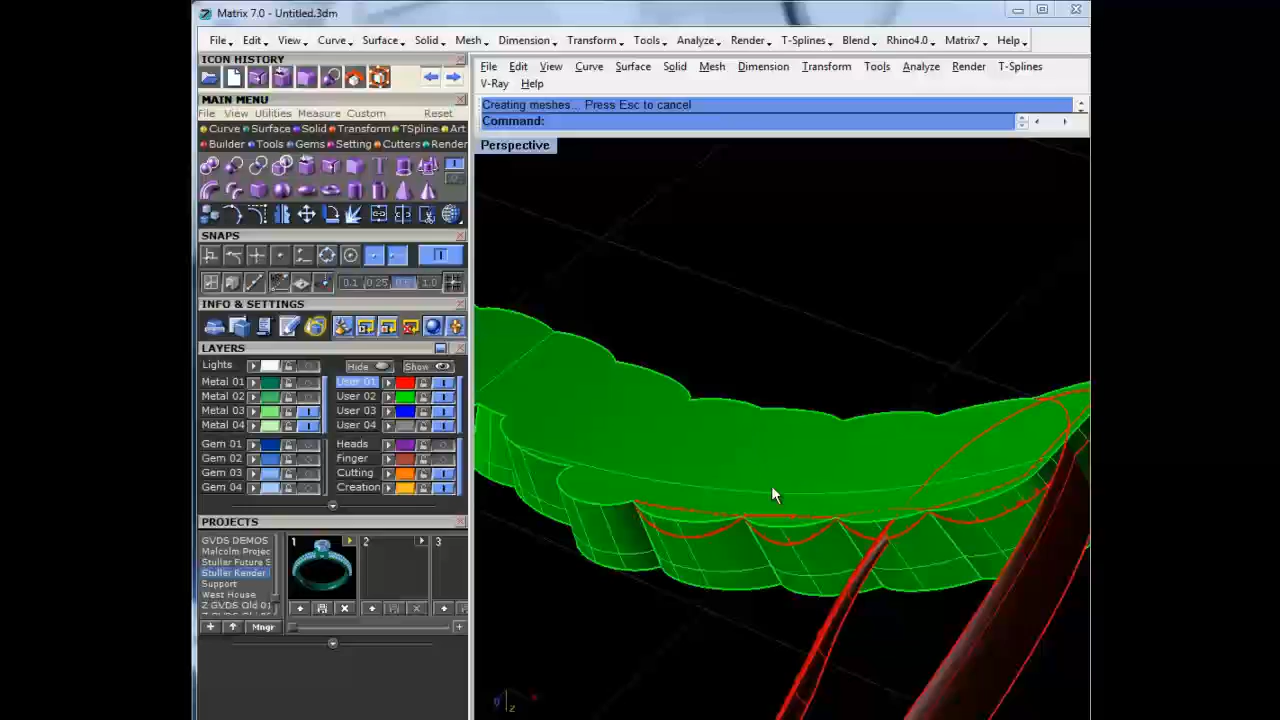 Matrix 7.0 - Untitled.3dm
File Edit View Curve Surface Solid Mesh Dimension Transform Tools Analyze Render T-Splines Blend Rhino4.0 Matrix7 Help
ICON HISTORY
File Edit View Curve Surface Solid Mesh Dimension Transform Tools Analyze Render T-Splines
V-Ray Help
MAIN MENU
Creating meshes... Press Esc to cancel
File View Utilities Measure Custom Reset
Command:
Curve Surface Solid Transform TSpline Art
Builder Tools Gems Setting Cutters Render
Perspective
SNAPS
0.1 0.25 1.0
INFO & SETTINGS
LAYERS
Lights Hide Show
Metal 01 User 01
Metal 02 User 02
Metal 03 User 03
Metal 04 User 04
Gem 01 Heads
Gem 02 Finger
Gem 03 Cutting
Gem 04 Creation
PROJECTS
GVDS DEMOS 1 2 3
Malcolm Projec
Stullar Future S
Stuller Render
Support
West House
Z GVDS Old 01
Mngr
z